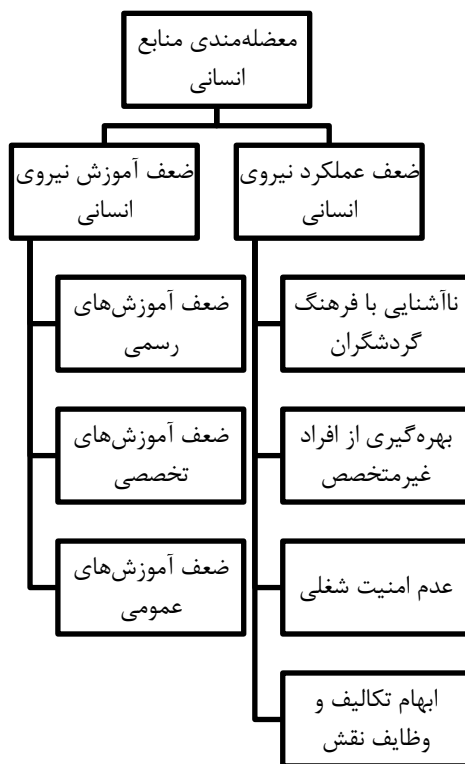 معضله‌مندی منابع
انسانی
ضعف عملکرد نیروی
انسانی
ناآشنایی با فرهنگ
گردشگران
بهره‌گیری از افراد
غیرمتخصص
عدم امنیت شغلی
ابهام تکالیف و
وظایف نقش
ضعف آموزش نیروی
انسانی
ضعف آموزش‌های
رسمی
ضعف آموزش‌های
تخصصی
ضعف آموزش‌های
عمومی